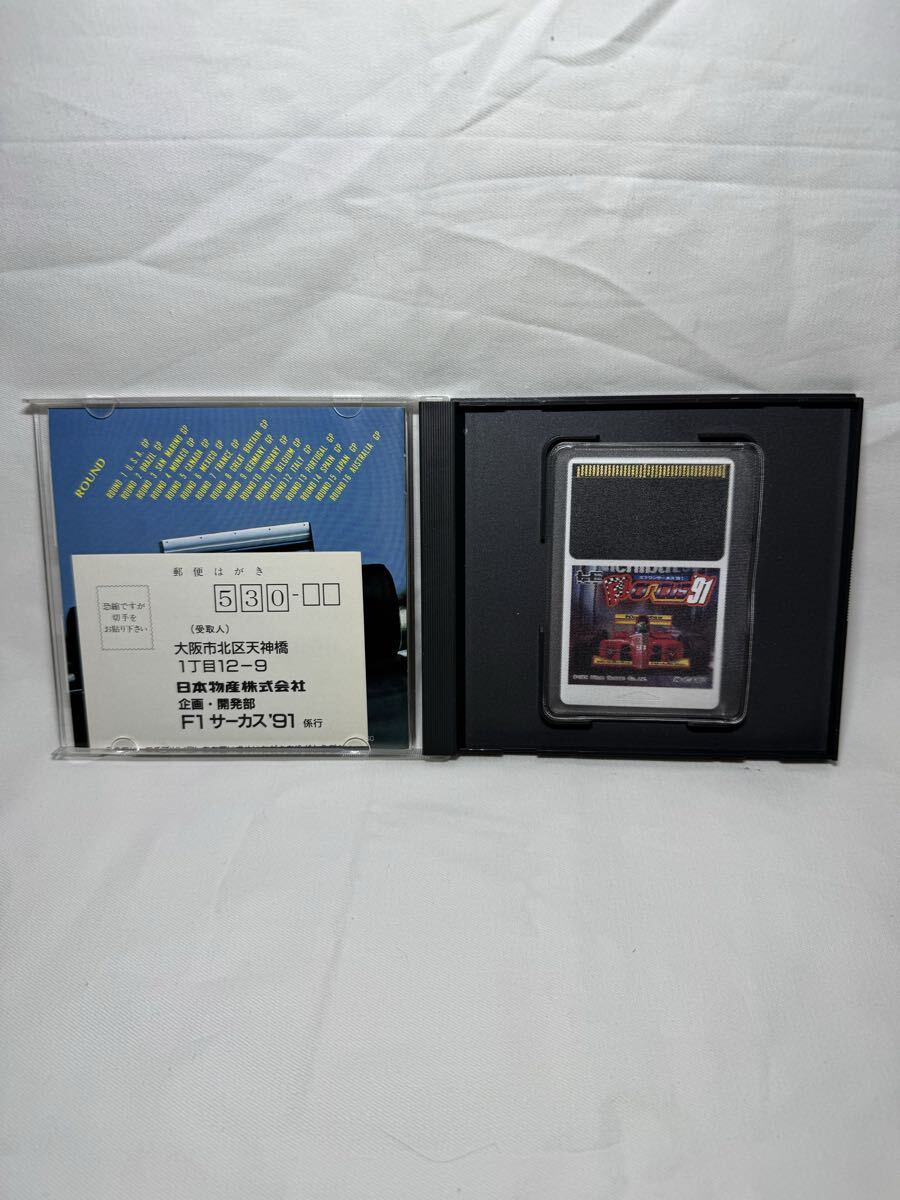 ROUND
ROUND 1 U.S.A. GP
ROUND 2 BRAZIL GP
ROUND 3 SAN MARINO GP
ROUND 4 MONACO GP
ROUND 5 CANADA GP
ROUND 6 MEXICO GP
ROUND 7 FRANCE GP
ROUND 8 GREAT BRITAIN GP
ROUND 9 GERMANY GP
ROUND 10 HUNGARY GP
ROUND 11 BELGIUM GP
ROUND 12 ITALY GP
ROUND 13 PORTUGAL GP
ROUND 14 SPAIN GP
ROUND 15 JAPAN GP
ROUND 16 AUSTRALIA GP
郵便はがき
530-
恐縮ですが
切手を
お貼り下さい
(受取人)
大阪市北区天神橋
1丁目12-9
日本物産株式会社
企画・開発部
F1サーカス'91 係行
91